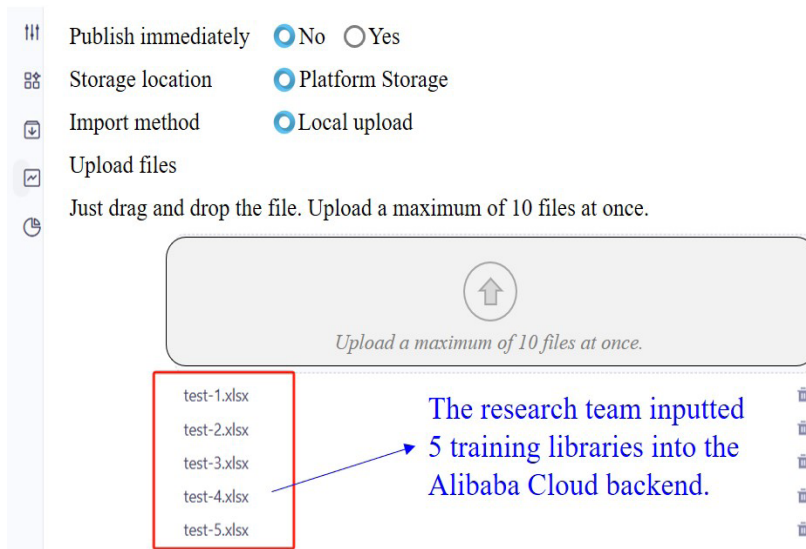 Publish immediately No Yes
Storage location Platform Storage
Import method Local upload
Upload files
Just drag and drop the file. Upload a maximum of 10 files at once.
Upload a maximum of 10 files at once.
test-1.xlsx
test-2.xlsx
test-3.xlsx
test-4.xlsx
test-5.xlsx
The research team inputted
5 training libraries into the
Alibaba Cloud backend.